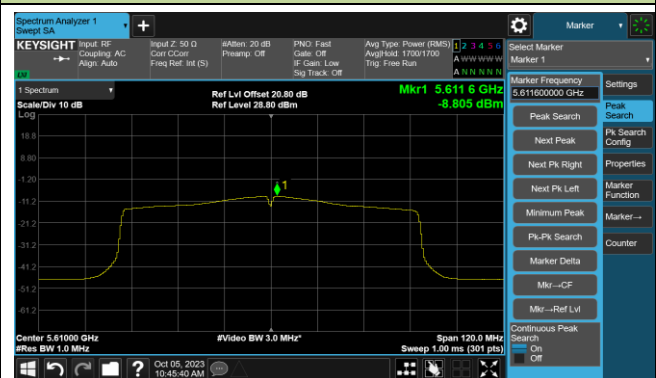 Spectrum Analyzer 1
Swept SA
+
Marker
KEYSIGHT Input: RF Input Z: 50 Ω #Atten: 20 dB PNO: Fast Avg Type: Power (RMS) 1 2 3 4 5 6
Coupling: AC Corr CCorr Preamp: Off Gate: Off Avg|Hold: 1700/1700 A W W W W W
Align: Auto Freq Ref: Int (S) IF Gain: Low Trig: Free Run
Sig Track: Off A N N N N N
LXI
Select Marker
Marker 1
1 Spectrum
Scale/Div 10 dB
Log
Ref Lvl Offset 20.80 dB
Ref Level 28.80 dBm
Mkr1 5.611 6 GHz
-8.805 dBm
18.8
8.80
-1.20
-11.2
-21.2
-31.2
-41.2
-51.2
-61.2
1
Center 5.61000 GHz #Video BW 3.0 MHz* Span 120.0 MHz
#Res BW 1.0 MHz Sweep 1.00 ms (301 pts)
Marker Frequency
5.611600000 GHz
Peak Search
Next Peak
Next Pk Right
Next Pk Left
Minimum Peak
Pk-Pk Search
Marker Delta
Mkr→CF
Mkr→Ref Lvl
Continuous Peak
Search
On
Off
Settings
Peak
Search
Pk Search
Config
Properties
Marker
Function
Marker→
Counter
?
Oct 05, 2023
10:45:40 AM